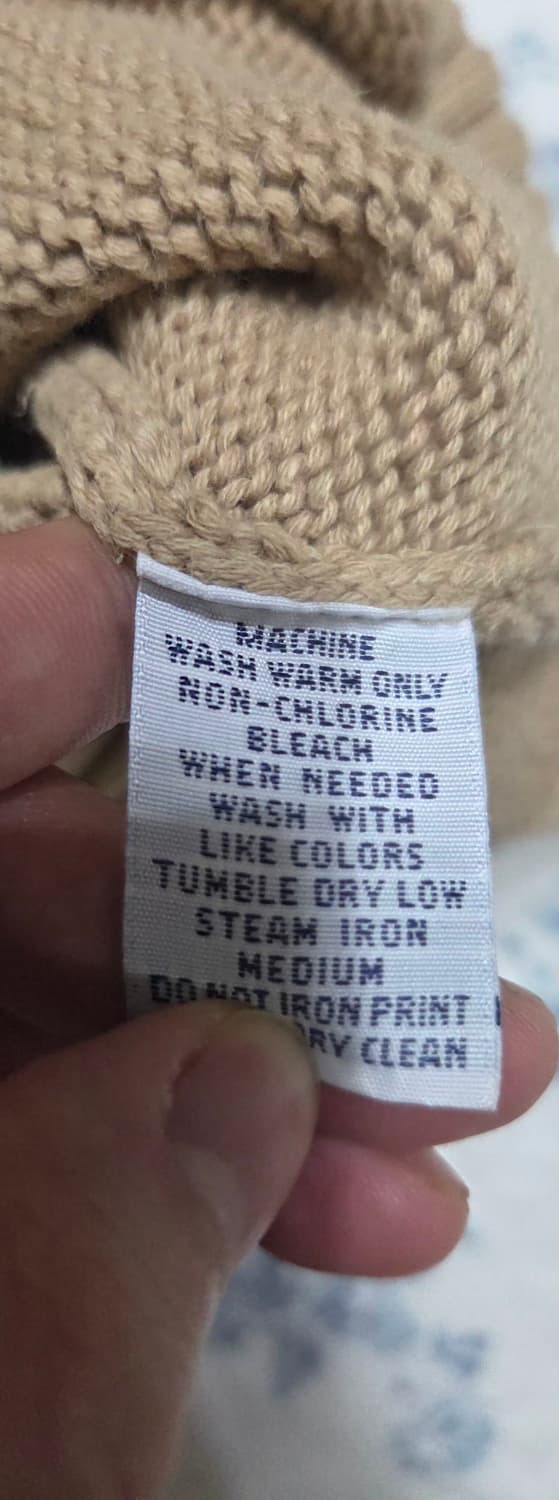 MACHINE
WASH WARM ONLY
NON-CHLORINE
BLEACH
WHEN NEEDED
WASH WITH
LIKE COLORS
TUMBLE DRY LOW
STEAM IRON
MEDIUM
DO NOT IRON PRINT
DRY CLEAN